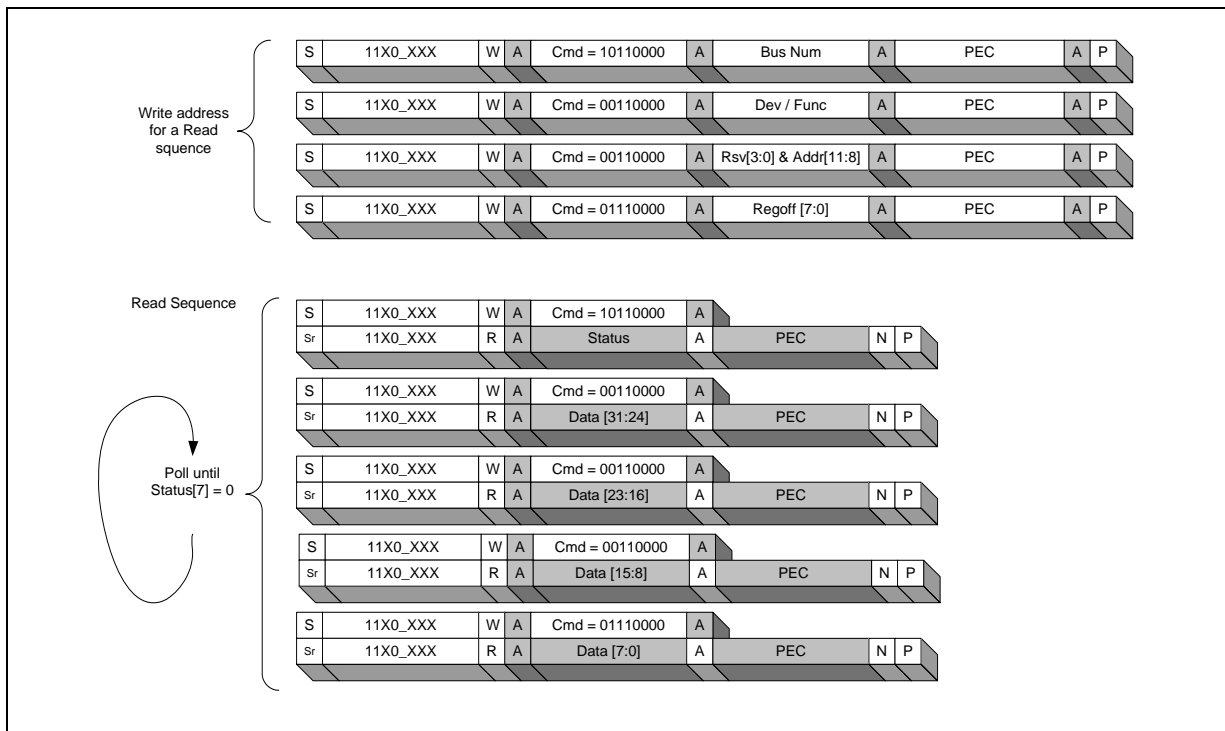 S 11X0_XXX W A Cmd = 10110000 A Bus Num A PEC A P
Write address
for a Read
squence
S 11X0_XXX W A Cmd = 00110000 A Dev / Func A PEC A P
S 11X0_XXX W A Cmd = 00110000 A Rsv[3:0] & Addr[11:8] A PEC A P
S 11X0_XXX W A Cmd = 01110000 A Regoff [7:0] A PEC A P
Read Sequence
S 11X0_XXX W A Cmd = 10110000 A
Sr 11X0_XXX R A Status A PEC N P
S 11X0_XXX W A Cmd = 00110000 A
Sr 11X0_XXX R A Data [31:24] A PEC N P
Poll until
Status[7] = 0
S 11X0_XXX W A Cmd = 00110000 A
Sr 11X0_XXX R A Data [23:16] A PEC N P
S 11X0_XXX W A Cmd = 00110000 A
Sr 11X0_XXX R A Data [15:8] A PEC N P
S 11X0_XXX W A Cmd = 01110000 A
Sr 11X0_XXX R A Data [7:0] A PEC N P